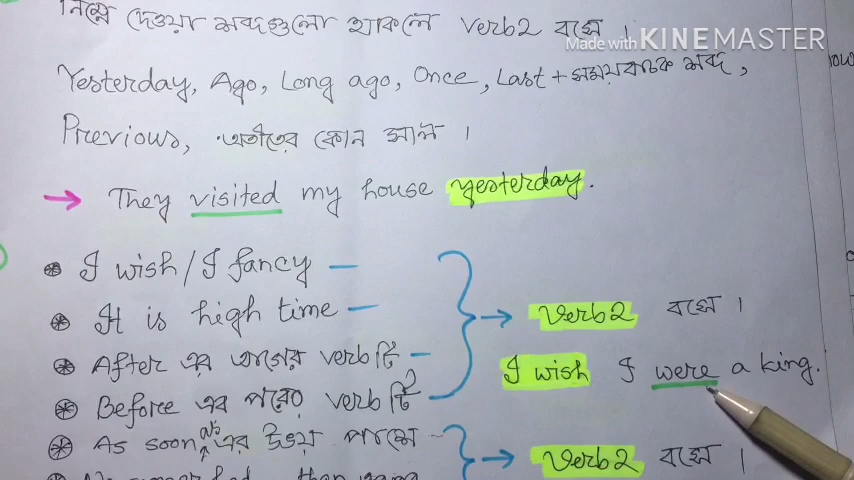 নিম্নে দেওয়া শব্দগুলো থাকলে verb2 বসে ।
Made with KINEMASTER
Yesterday, Ago, Long ago, Once, Last + সময়বাচক শব্দ,
Previous, অতীতের কোন সাল ।
→ They visited my house yesterday.
I wish / I fancy —
It is high time —
After এর আগের verb টি —
Before এর পরের verb টি
→ Verb2 বসে ।
I wish I were a king.
As soon as এর উভয় পাশে
→ Verb2 বসে ।